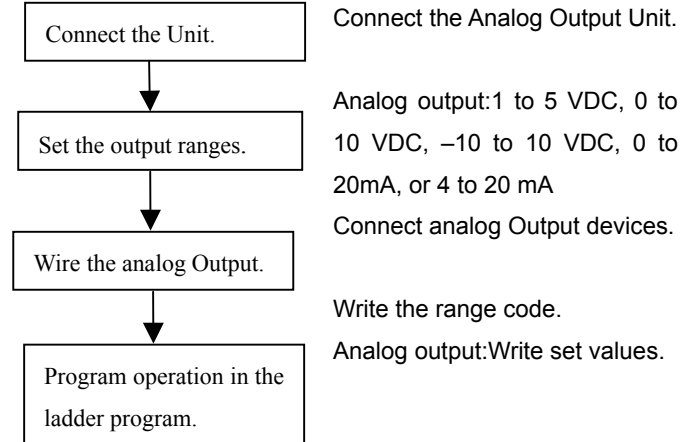 Connect the Unit.
Connect the Analog Output Unit.
Set the output ranges.
Analog output:1 to 5 VDC, 0 to
10 VDC, –10 to 10 VDC, 0 to
20mA, or 4 to 20 mA
Wire the analog Output.
Connect analog Output devices.
Program operation in the
ladder program.
Write the range code.
Analog output:Write set values.